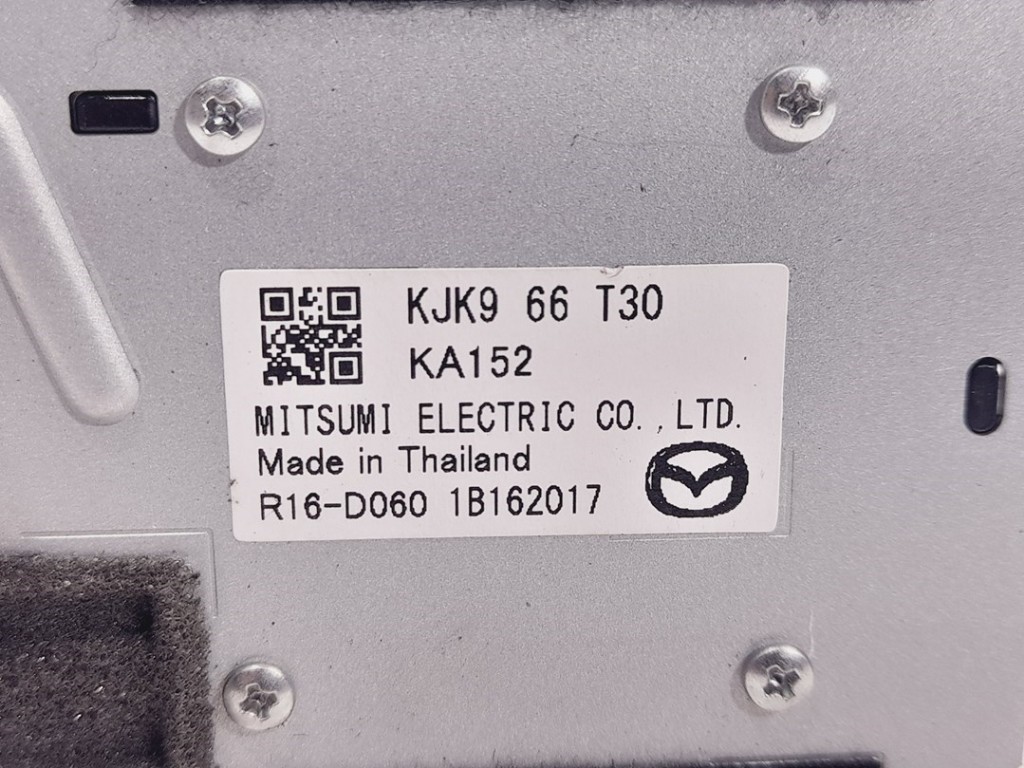 KJK9 66 T30
KA152
MITSUMI ELECTRIC CO.,LTD.
Made in Thailand
R16-D060 1B162017